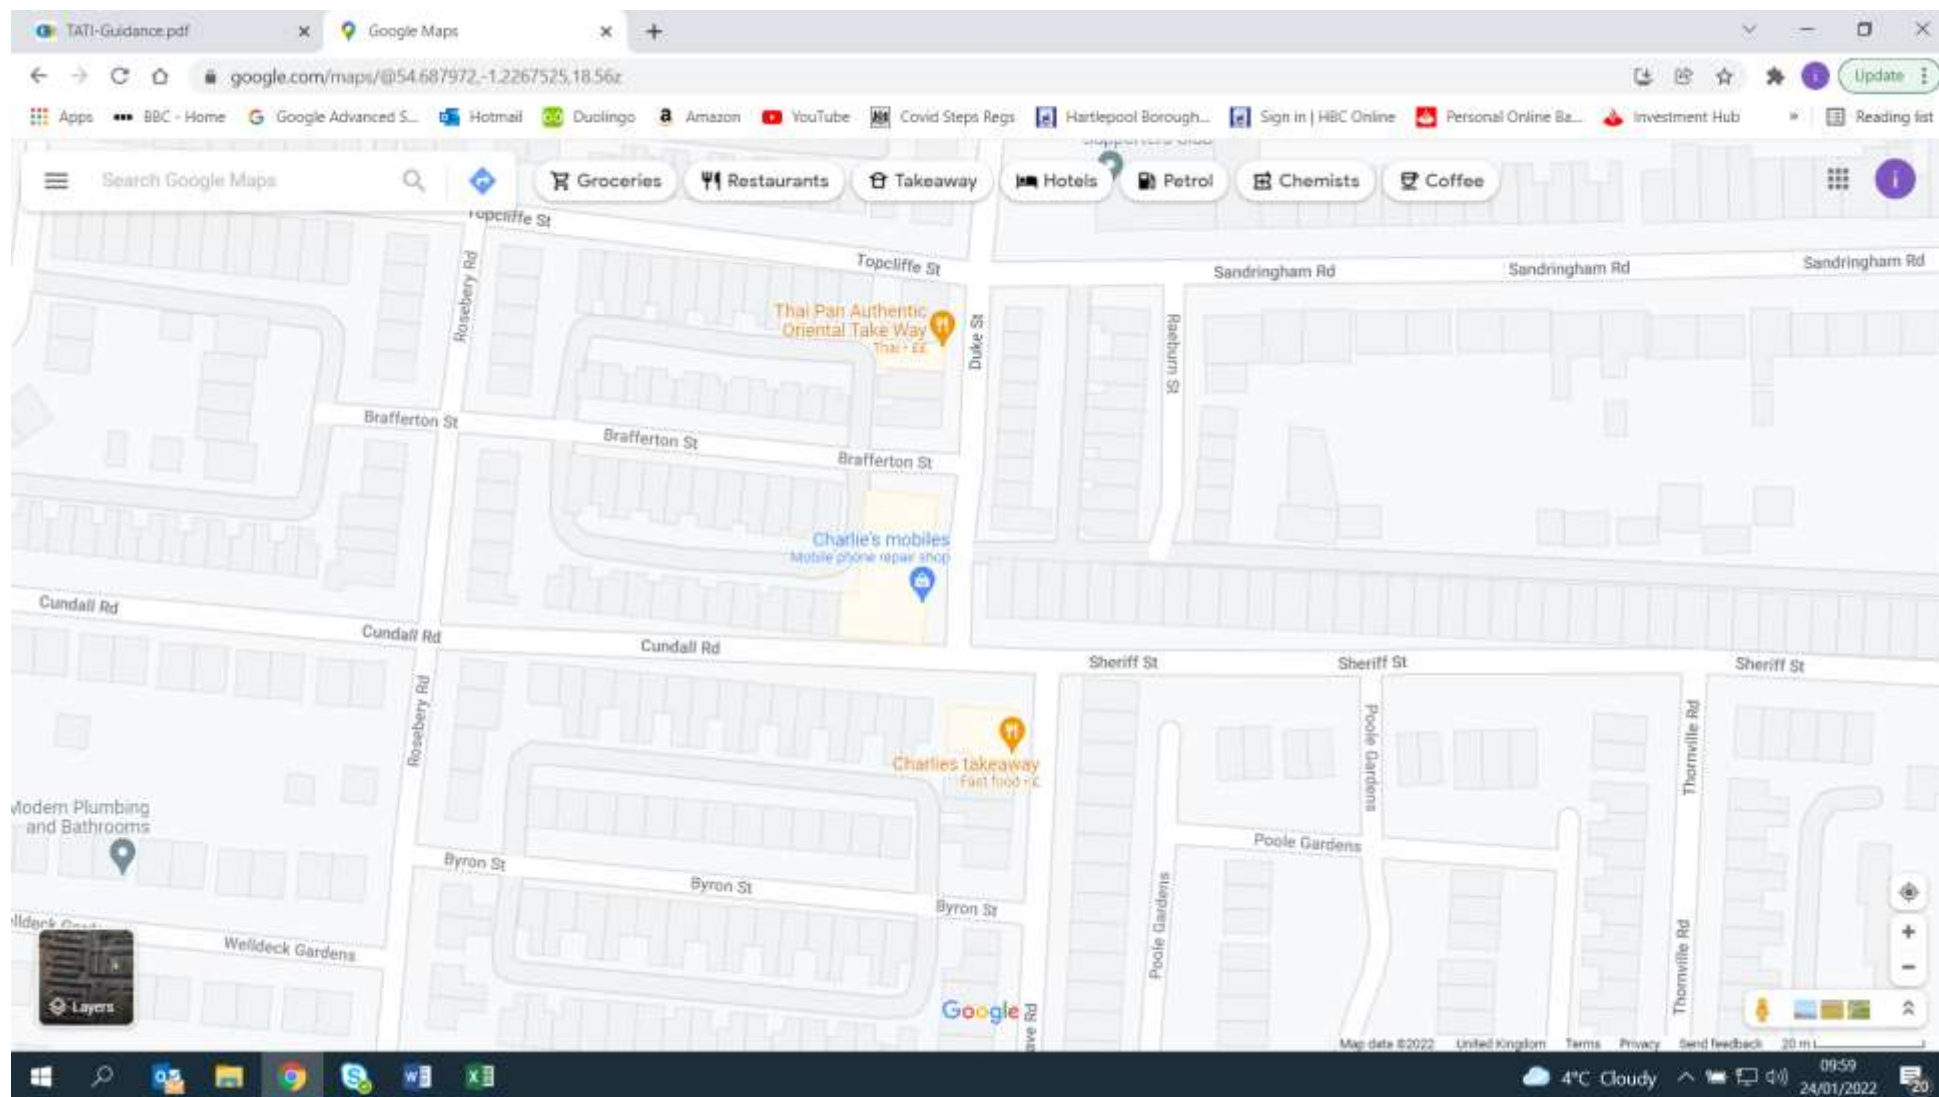 TATI-Guidance.pdf
Google Maps
google.com/maps/@54.687972,-1.2267525,18.56z
Update
Apps
BBC - Home
Google Advanced S...
Hotmail
Duolingo
Amazon
YouTube
Covid Steps Regs
Hartlepool Borough...
Sign in | HBC Online
Personal Online Ba...
Investment Hub
»
Reading list
Search Google Maps
Groceries
Restaurants
Takeaway
Hotels
Petrol
Chemists
Coffee
i
Topcliffe St
Topcliffe St
Sandringham Rd
Sandringham Rd
Sandringham Rd
Rosebery Rd
Thai Pan Authentic
Oriental Take Way
Thai • ££
Duke St
Raeburn St
Brafferton St
Brafferton St
Brafferton St
Charlie's mobiles
Mobile phone repair shop
Cundall Rd
Cundall Rd
Cundall Rd
Sheriff St
Sheriff St
Sheriff St
Rosebery Rd
Poole Gardens
Thornville Rd
Charlies takeaway
Fast food • £
Modern Plumbing
and Bathrooms
Poole Gardens
Byron St
Byron St
Byron St
Poole Gardens
Thornville Rd
Welldeck Gardens
Layers
Google
Map data ©2022
United Kingdom
Terms
Privacy
Send feedback
20 m
4°C Cloudy
09:59
24/01/2022
20